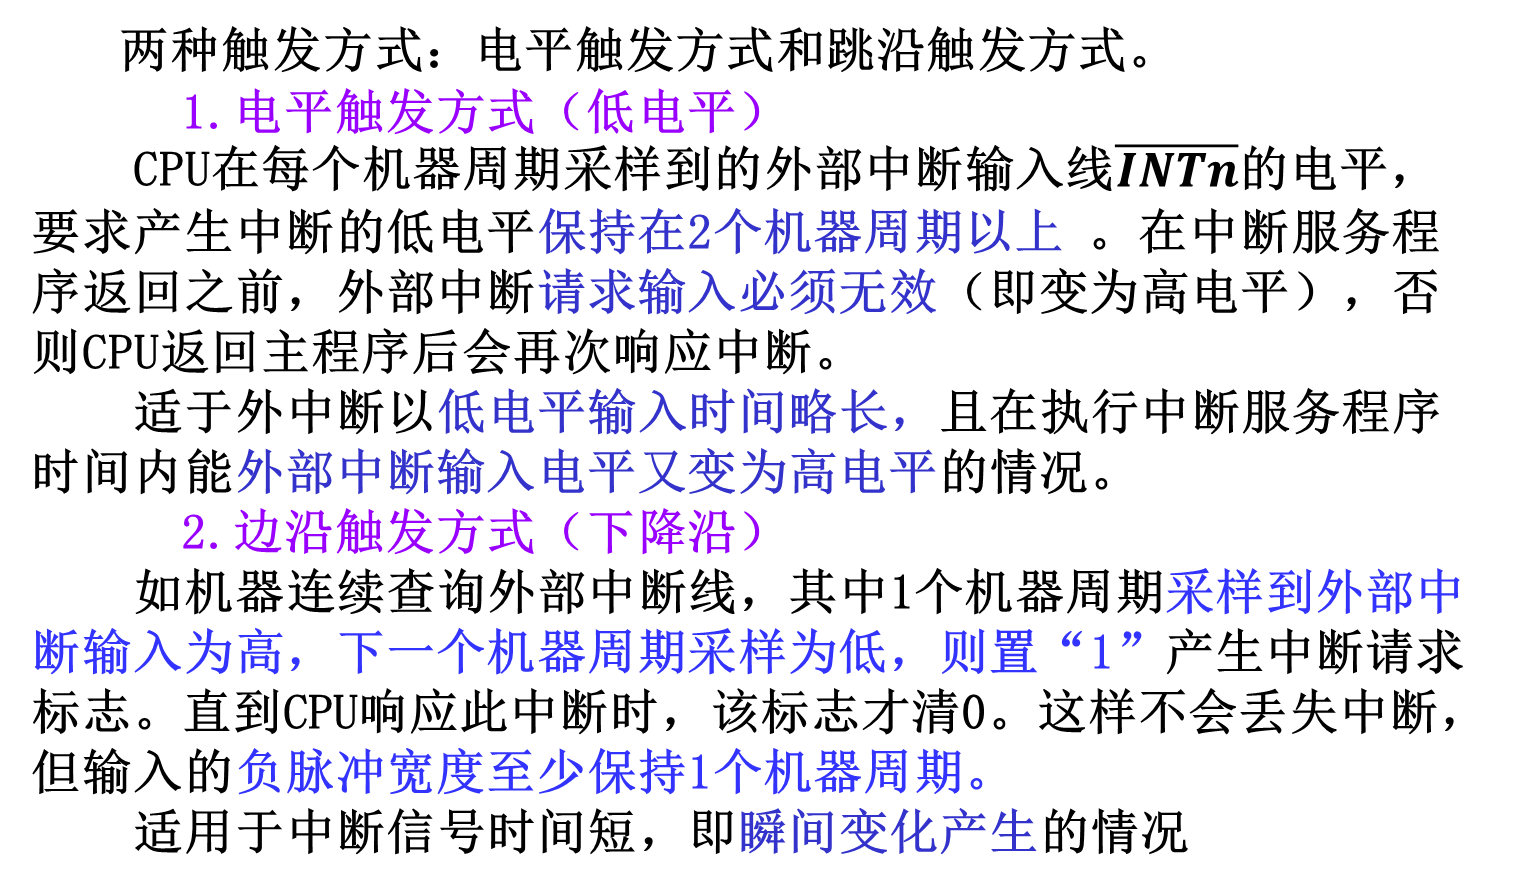 两种触发方式：电平触发方式和跳沿触发方式。
1.电平触发方式（低电平）
CPU在每个机器周期采样到的外部中断输入线$\overline{INTn}$的电平，
要求产生中断的低电平保持在2个机器周期以上 。在中断服务程
序返回之前，外部中断请求输入必须无效（即变为高电平），否
则CPU返回主程序后会再次响应中断。
适于外中断以低电平输入时间略长，且在执行中断服务程序
时间内能外部中断输入电平又变为高电平的情况。
2.边沿触发方式（下降沿）
如机器连续查询外部中断线，其中1个机器周期采样到外部中
断输入为高，下一个机器周期采样为低，则置“1”产生中断请求
标志。直到CPU响应此中断时，该标志才清0。这样不会丢失中断，
但输入的负脉冲宽度至少保持1个机器周期。
适用于中断信号时间短，即瞬间变化产生的情况